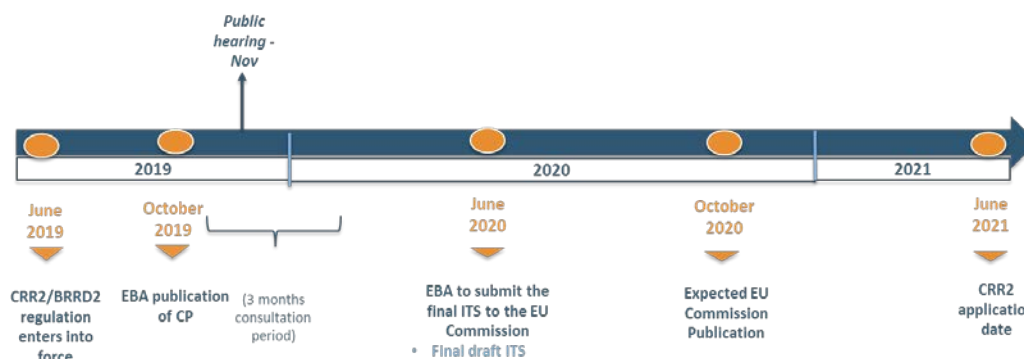 Public
hearing -
Nov
2019
2020
2021
June
2019
October
2019
June
2020
October
2020
June
2021
CRR2/BRRD2
regulation
enters into
force
EBA publication
of CP
(3 months
consultation
period)
EBA to submit the
final ITS to the EU
Commission
• Final draft ITS
Expected EU
Commission
Publication
CRR2
application
date